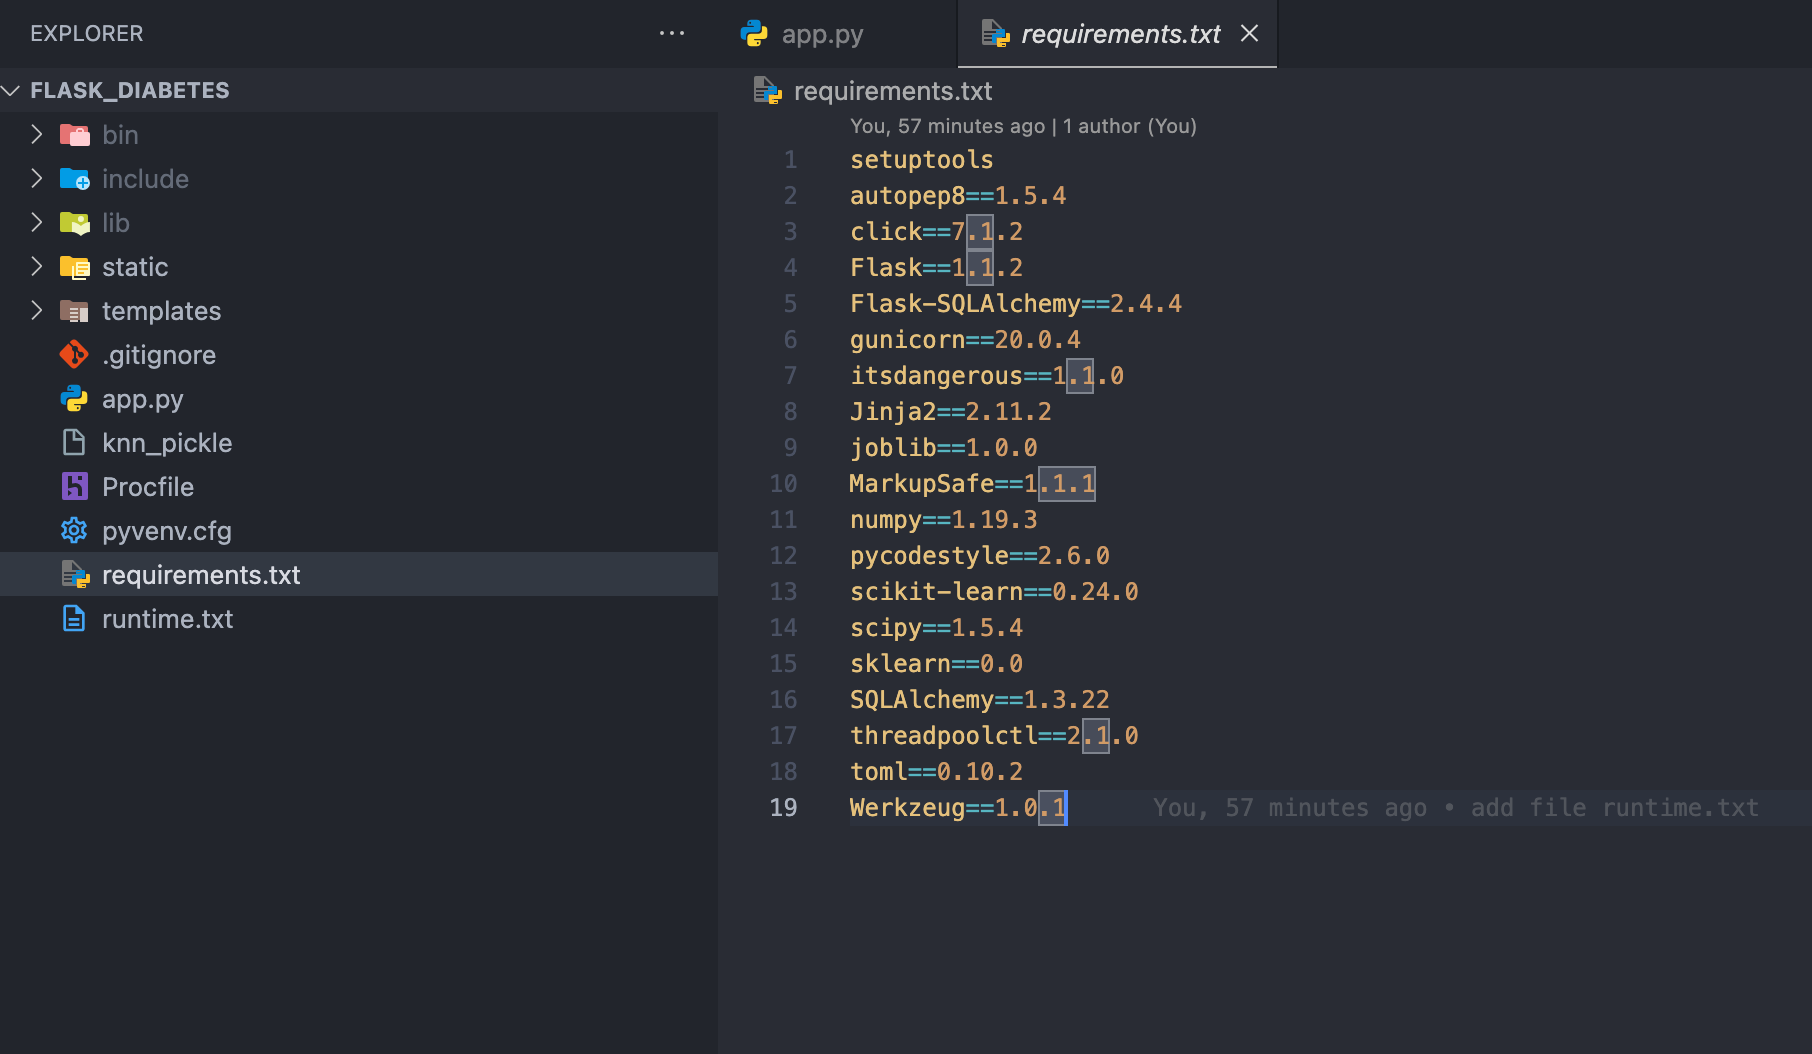 EXPLORER
FLASK_DIABETES
bin
include
lib
static
templates
.gitignore
app.py
knn_pickle
Procfile
pyvenv.cfg
requirements.txt
runtime.txt
app.py
requirements.txt
requirements.txt
You, 57 minutes ago | 1 author (You)
1 setuptools
2 autopep8==1.5.4
3 click==7.1.2
4 Flask==1.1.2
5 Flask-SQLAlchemy==2.4.4
6 gunicorn==20.0.4
7 itsdangerous==1.1.0
8 Jinja2==2.11.2
9 joblib==1.0.0
10 MarkupSafe==1.1.1
11 numpy==1.19.3
12 pycodestyle==2.6.0
13 scikit-learn==0.24.0
14 scipy==1.5.4
15 sklearn==0.0
16 SQLAlchemy==1.3.22
17 threadpoolctl==2.1.0
18 toml==0.10.2
19 Werkzeug==1.0.1 You, 57 minutes ago • add file runtime.txt